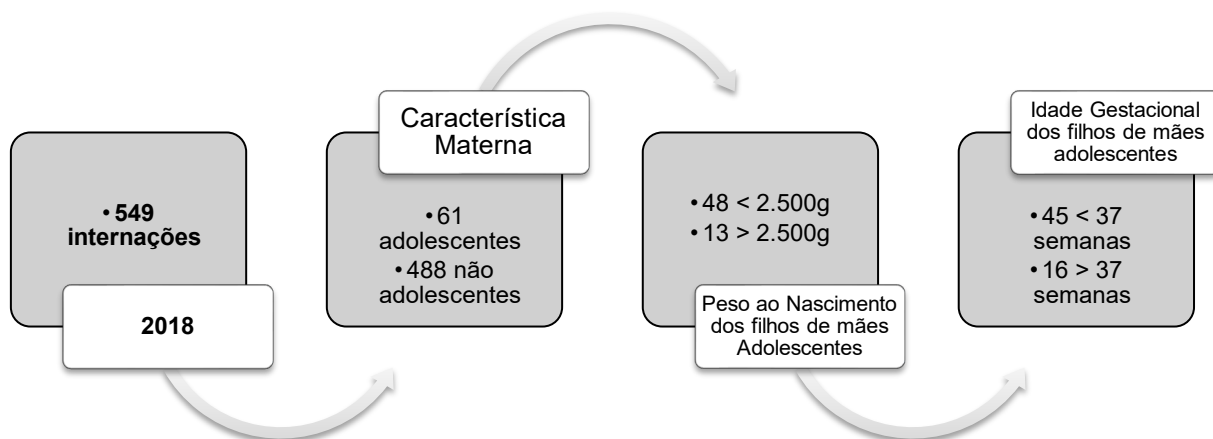 • 549
internações
2018
Característica
Materna
• 61
adolescentes
• 488 não
adolescentes
• 48 < 2.500g
• 13 > 2.500g
Peso ao Nascimento
dos filhos de mães
Adolescentes
Idade Gestacional
dos filhos de mães
adolescentes
• 45 < 37
semanas
• 16 > 37
semanas